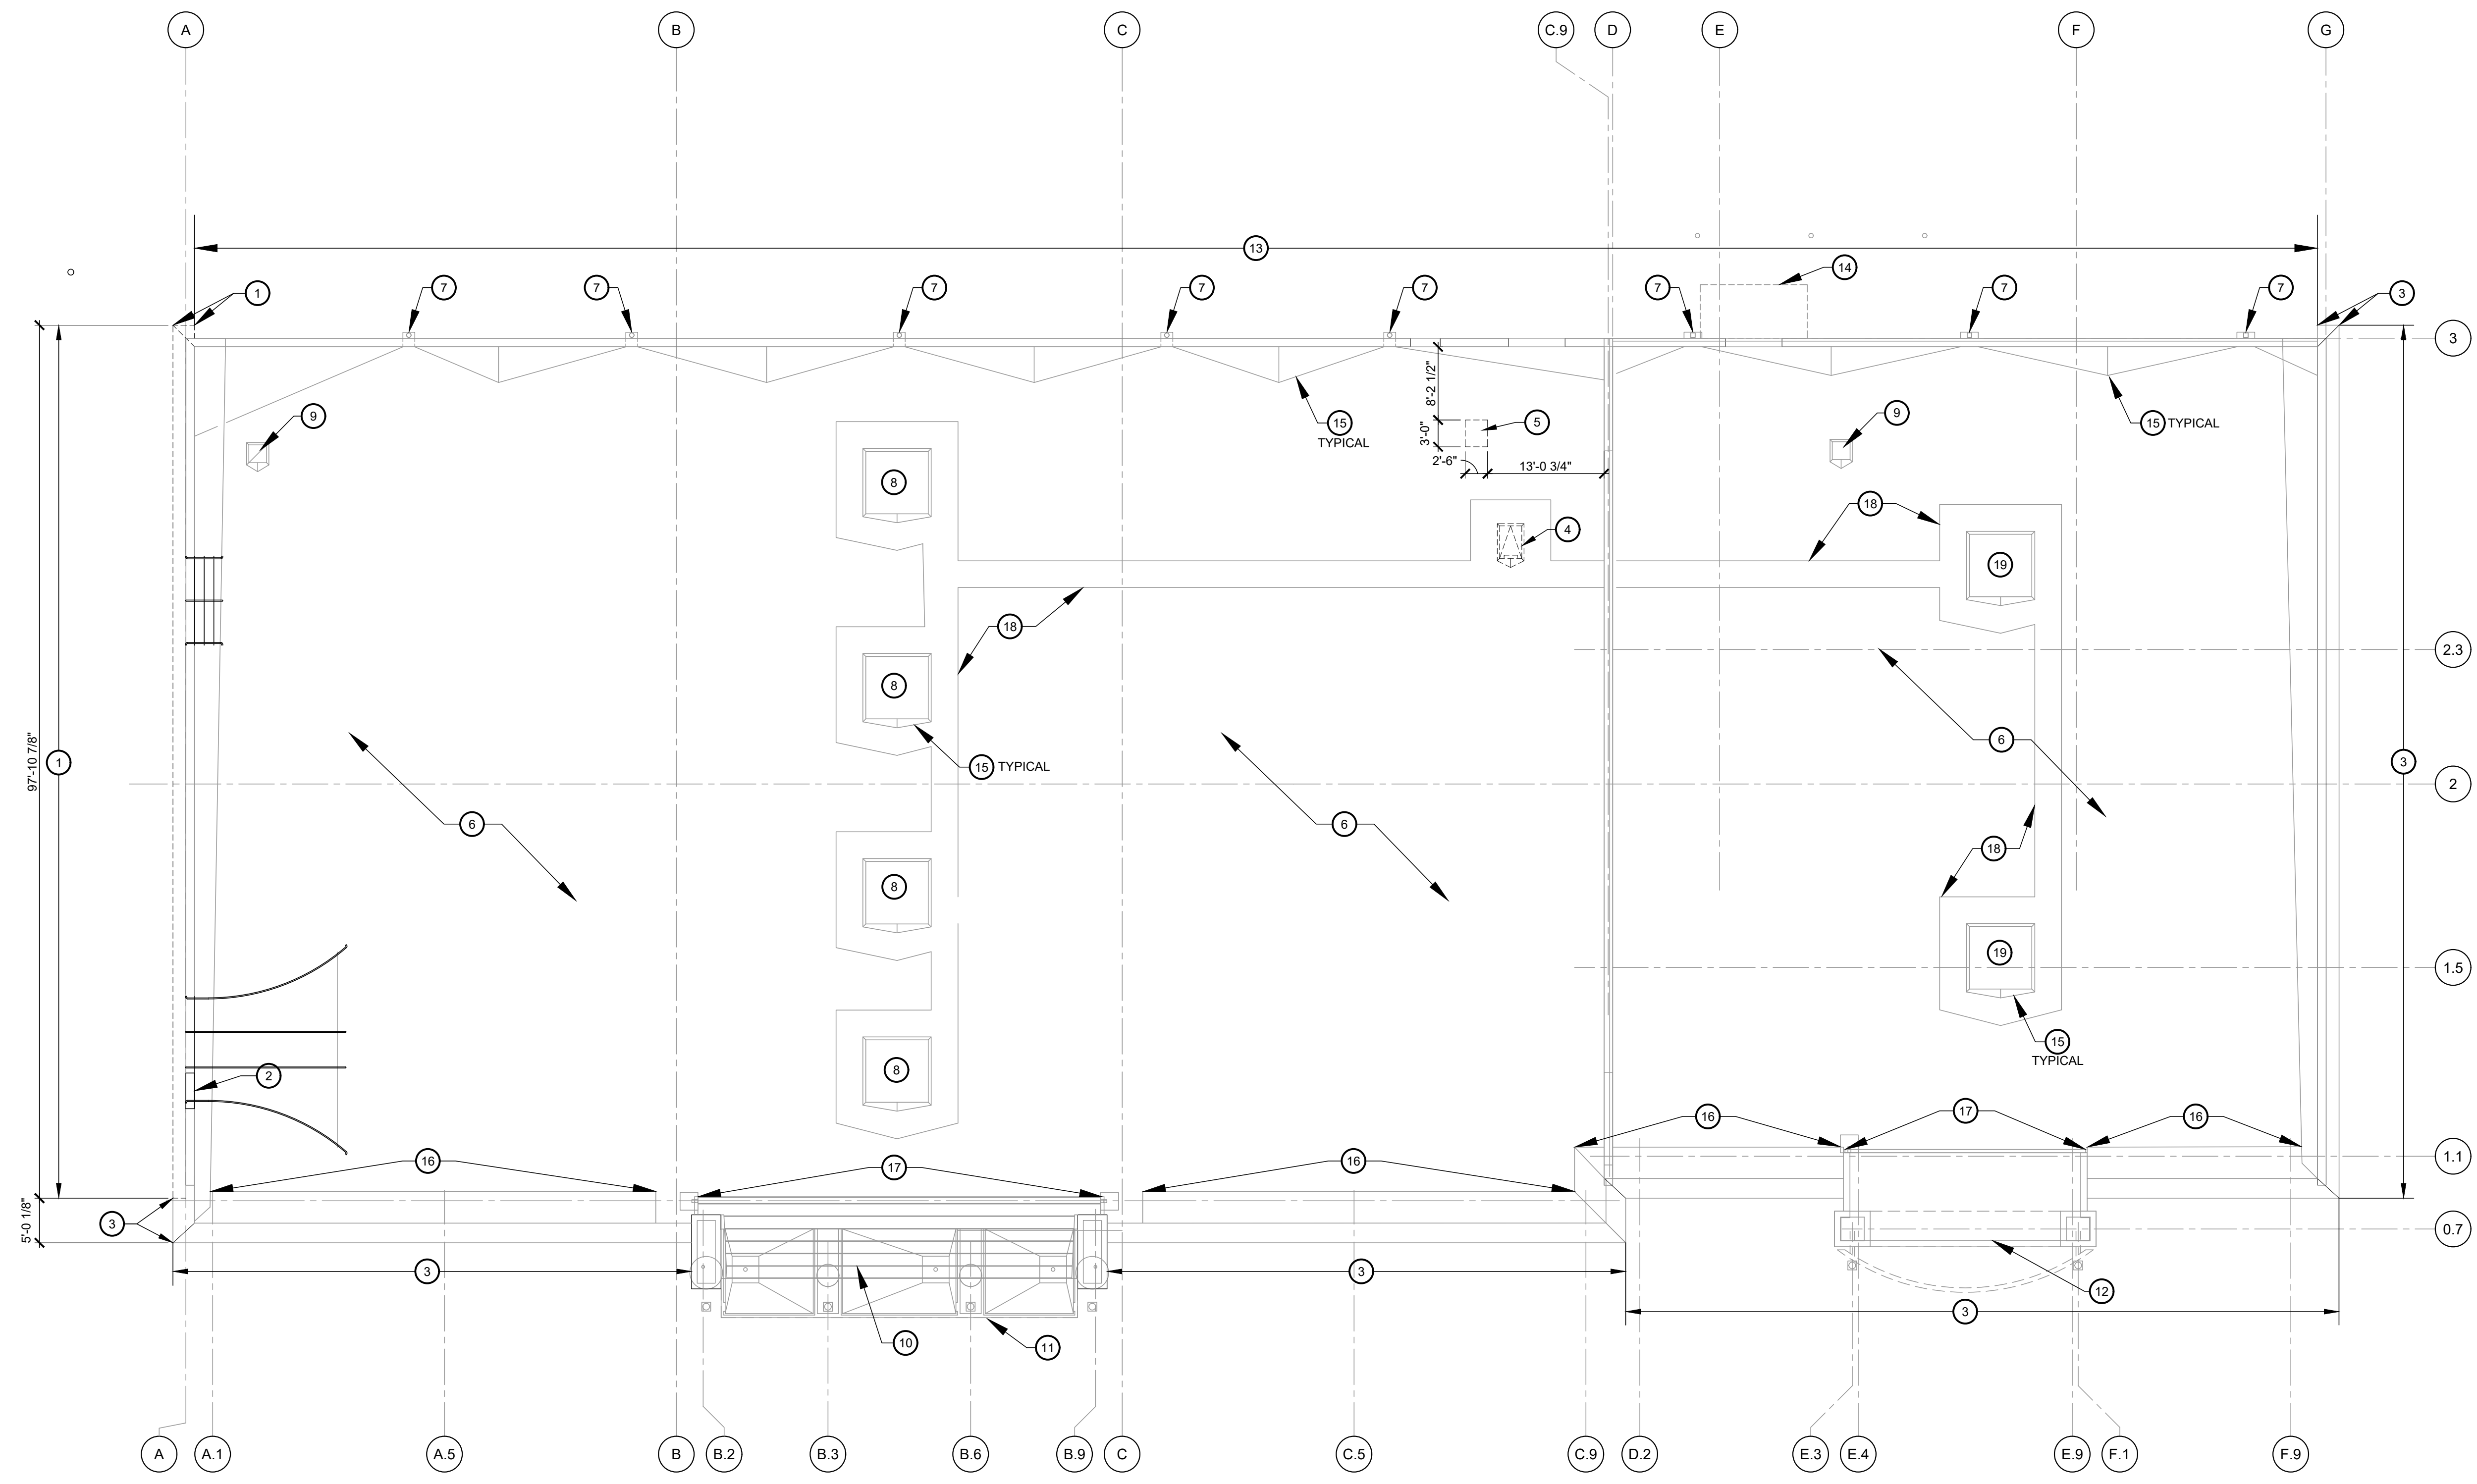 A B C C.9 D E F G
13
14
1 7 7 7 7 7 7 7 7 3
3
8'-2 1/2"
9 15 5 9 15 TYPICAL
TYPICAL
3'-0"
2'-6" 13'-0 3/4"
8 18
4
19
18 2.3
8
15 TYPICAL 6
97'-10 7/8" 1 3
2
6 6
18
8
19 1.5
15
TYPICAL
2 8
16 17 16
1.1
16 17 16
5'-0 1/8"
3 0.7
3 3 12
3
10 11
A A.1 A.5 B B.2 B.3 B.6 B.9 C C.5 C.9 D.2 E.3 E.4 E.9 F.1 F.9